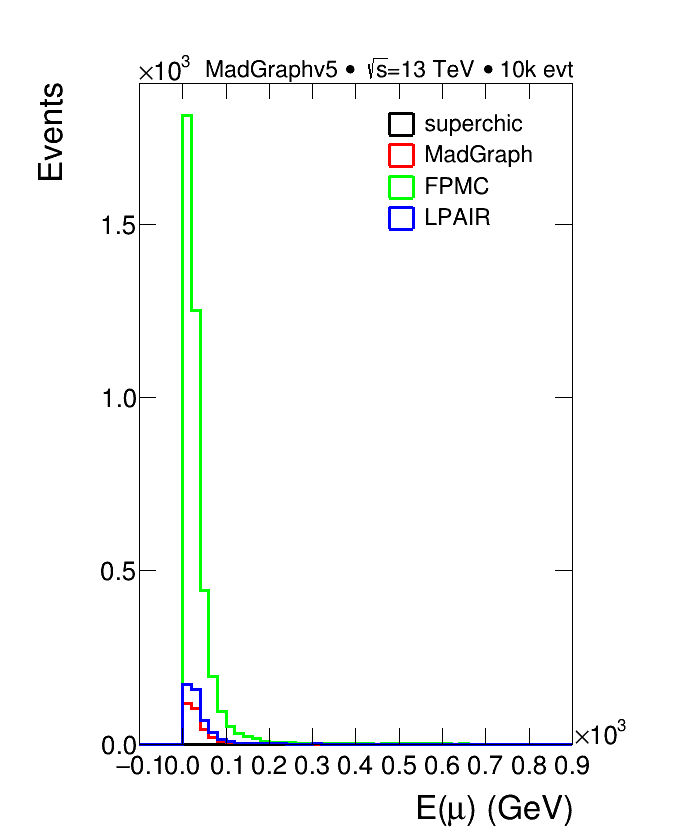 ×10³ MadGraphv5 • √s=13 TeV • 10k evt
Events
superchic
MadGraph
FPMC
LPAIR
1.5
1.0
0.5
0.0
×10³
−0.1 0.0 0.1 0.2 0.3 0.4 0.5 0.6 0.7 0.8 0.9
E(μ) (GeV)